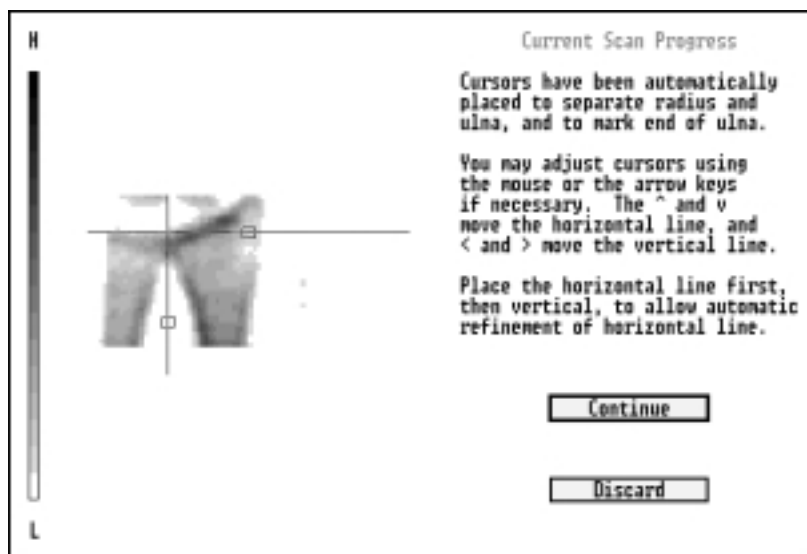 H
L
Current Scan Progress
Cursors have been automatically
placed to separate radius and
ulna, and to mark end of ulna.
You may adjust cursors using
the mouse or the arrow keys
if necessary.  The ^ and v
move the horizontal line, and
< and > move the vertical line.
Place the horizontal line first,
then vertical, to allow automatic
refinement of horizontal line.
Continue
Discard